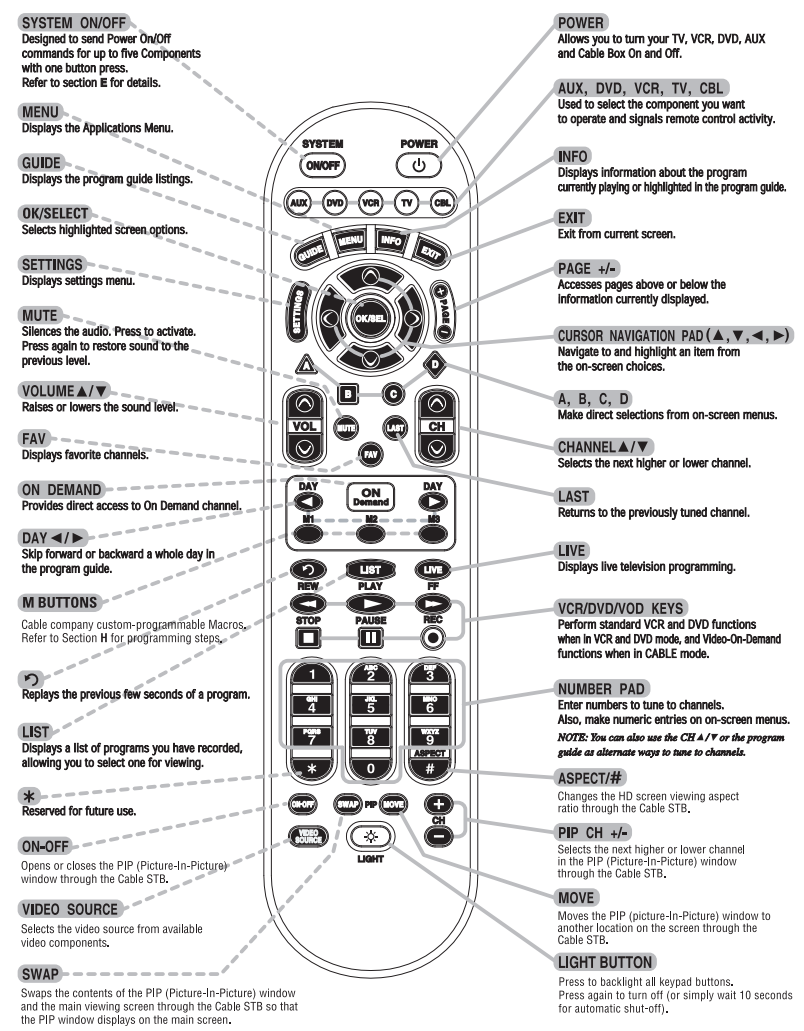 SYSTEM ON/OFF
Designed to send Power On/Off
commands for up to five Components
with one button press.
Refer to section E for details.
MENU
Displays the Applications Menu.
GUIDE
Displays the program guide listings.
OK/SELECT
Selects highlighted screen options.
SETTINGS
Displays settings menu.
MUTE
Silences the audio. Press to activate.
Press again to restore sound to the
previous level.
VOLUME▲/▼
Raises or lowers the sound level.
FAV
Displays favorite channels.
ON DEMAND
Provides direct access to On Demand channel.
DAY ◄/►
Skip forward or backward a whole day in
the program guide.
M BUTTONS
Cable company custom-programmable Macros.
Refer to Section H for programming steps.
Replays the previous few seconds of a program.
LIST
Displays a list of programs you have recorded,
allowing you to select one for viewing.
*
Reserved for future use.
ON-OFF
Opens or closes the PIP (Picture-In-Picture)
window through the Cable STB.
VIDEO SOURCE
Selects the video source from available
video components.
SWAP
Swaps the contents of the PIP (Picture-In-Picture) window
and the main viewing screen through the Cable STB so that
the PIP window displays on the main screen.
SYSTEM POWER
ON/OFF
AUX DVD VCR TV CBL
GUIDE MENU INFO EXIT
SETTINGS OK/SEL + PAGE −
A B C D
VOL MUTE LAST CH
FAV
DAY ON Demand DAY
M1 M2 M3
LIST LIVE
REW PLAY FF
STOP PAUSE REC
1 ABC 2 DEF 3
GHI 4 JKL 5 MNO 6
PQRS 7 TUV 8 WXYZ 9
ASPECT
* 0 #
ON-OFF SWAP PIP MOVE + CH −
VIDEO SOURCE
LIGHT
POWER
Allows you to turn your TV, VCR, DVD, AUX
and Cable Box On and Off.
AUX, DVD, VCR, TV, CBL
Used to select the component you want
to operate and signals remote control activity.
INFO
Displays information about the program
currently playing or highlighted in the program guide.
EXIT
Exit from current screen.
PAGE +/-
Accesses pages above or below the
information currently displayed.
CURSOR NAVIGATION PAD (▲,▼,◄,►)
Navigate to and highlight an item from
the on-screen choices.
A, B, C, D
Make direct selections from on-screen menus.
CHANNEL▲/▼
Selects the next higher or lower channel.
LAST
Returns to the previously tuned channel.
LIVE
Displays live television programming.
VCR/DVD/VOD KEYS
Perform standard VCR and DVD functions
when in VCR and DVD mode, and Video-On-Demand
functions when in CABLE mode.
NUMBER PAD
Enter numbers to tune to channels.
Also, make numeric entries on on-screen menus.
NOTE: You can also use the CH▲/▼ or the program
guide as alternate ways to tune to channels.
ASPECT/#
Changes the HD screen viewing aspect
ratio through the Cable STB.
PIP CH +/-
Selects the next higher or lower channel
in the PIP (Picture-In-Picture) window
through the Cable STB.
MOVE
Moves the PIP (picture-In-Picture) window to
another location on the screen through the
Cable STB.
LIGHT BUTTON
Press to backlight all keypad buttons.
Press again to turn off (or simply wait 10 seconds
for automatic shut-off).